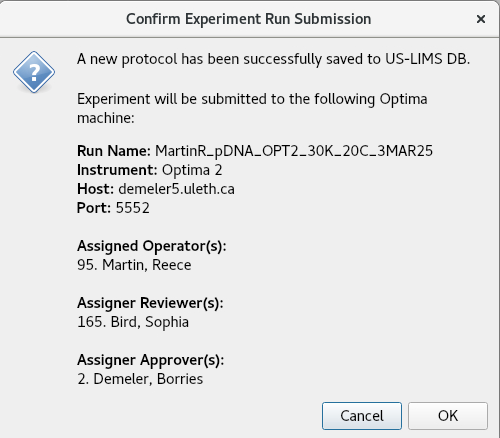 Confirm Experiment Run Submission
A new protocol has been successfully saved to US-LIMS DB.
Experiment will be submitted to the following Optima
machine:
Run Name: MartinR_pDNA_OPT2_30K_20C_3MAR25
Instrument: Optima 2
Host: demeler5.uleth.ca
Port: 5552
Assigned Operator(s):
95. Martin, Reece
Assigner Reviewer(s):
165. Bird, Sophia
Assigner Approver(s):
2. Demeler, Borries
Cancel OK